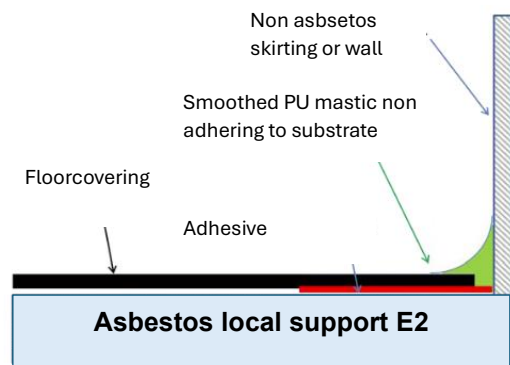 Non asbsetos
skirting or wall
Smoothed PU mastic non
adhering to substrate
Floorcovering
Adhesive
Asbestos local support E2